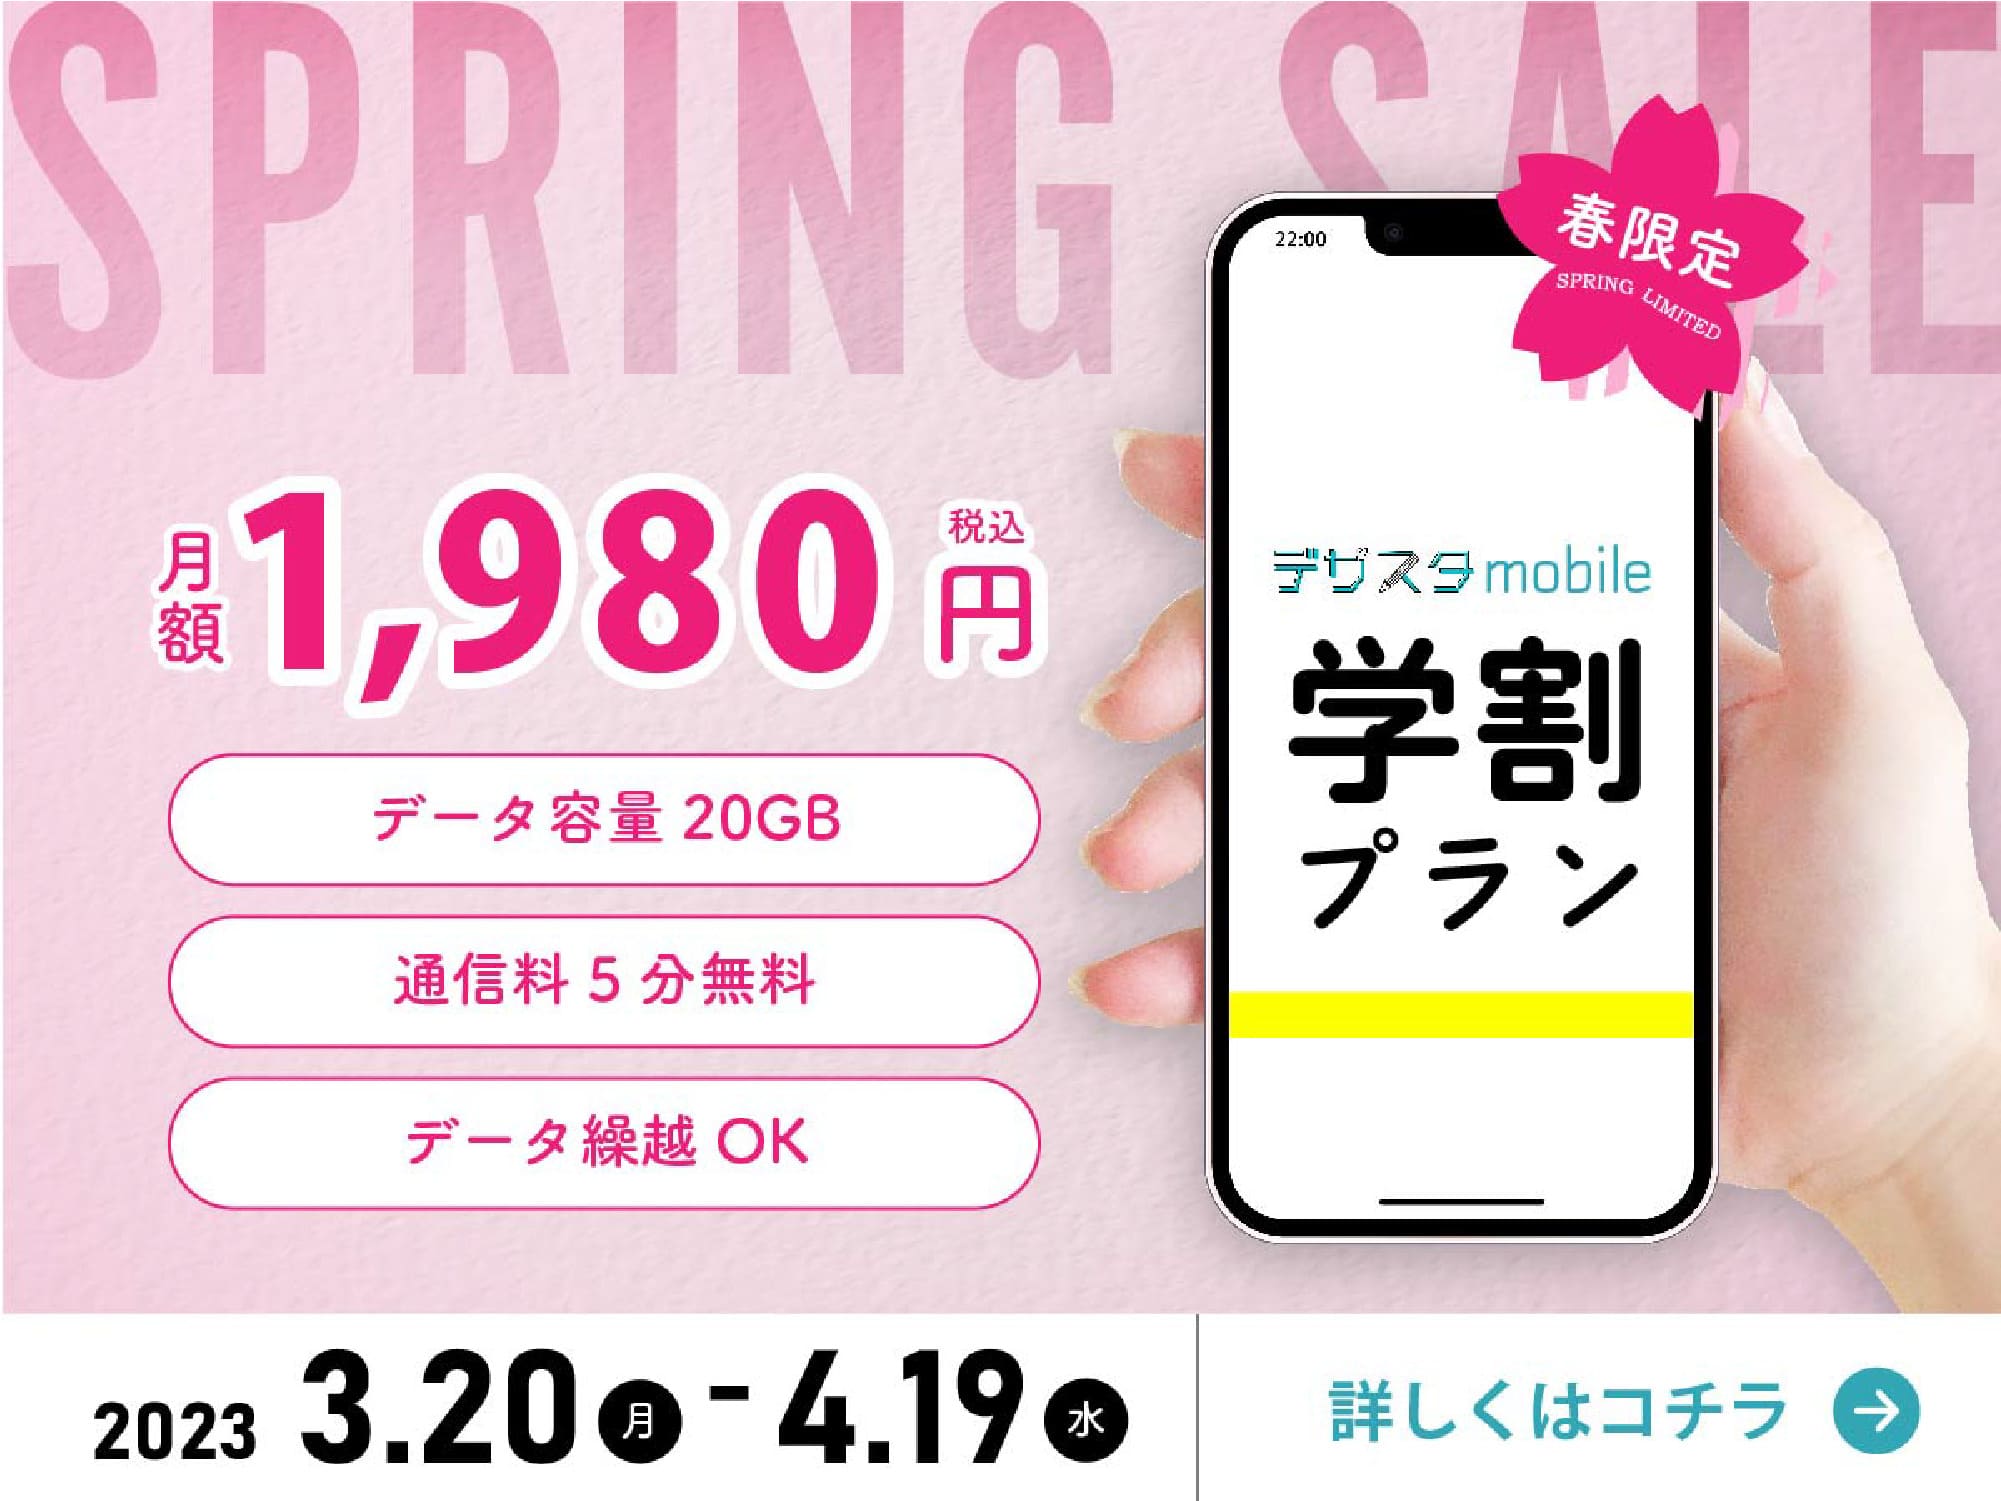 SPRING SALE
春限定
SPRING LIMITED
22:00
月額1,980円
税込
データ容量 20GB
通信料 5 分無料
データ繰越 OK
デザスタmobile
学割
プラン
2023 3.20 月 - 4.19 水
詳しくはコチラ